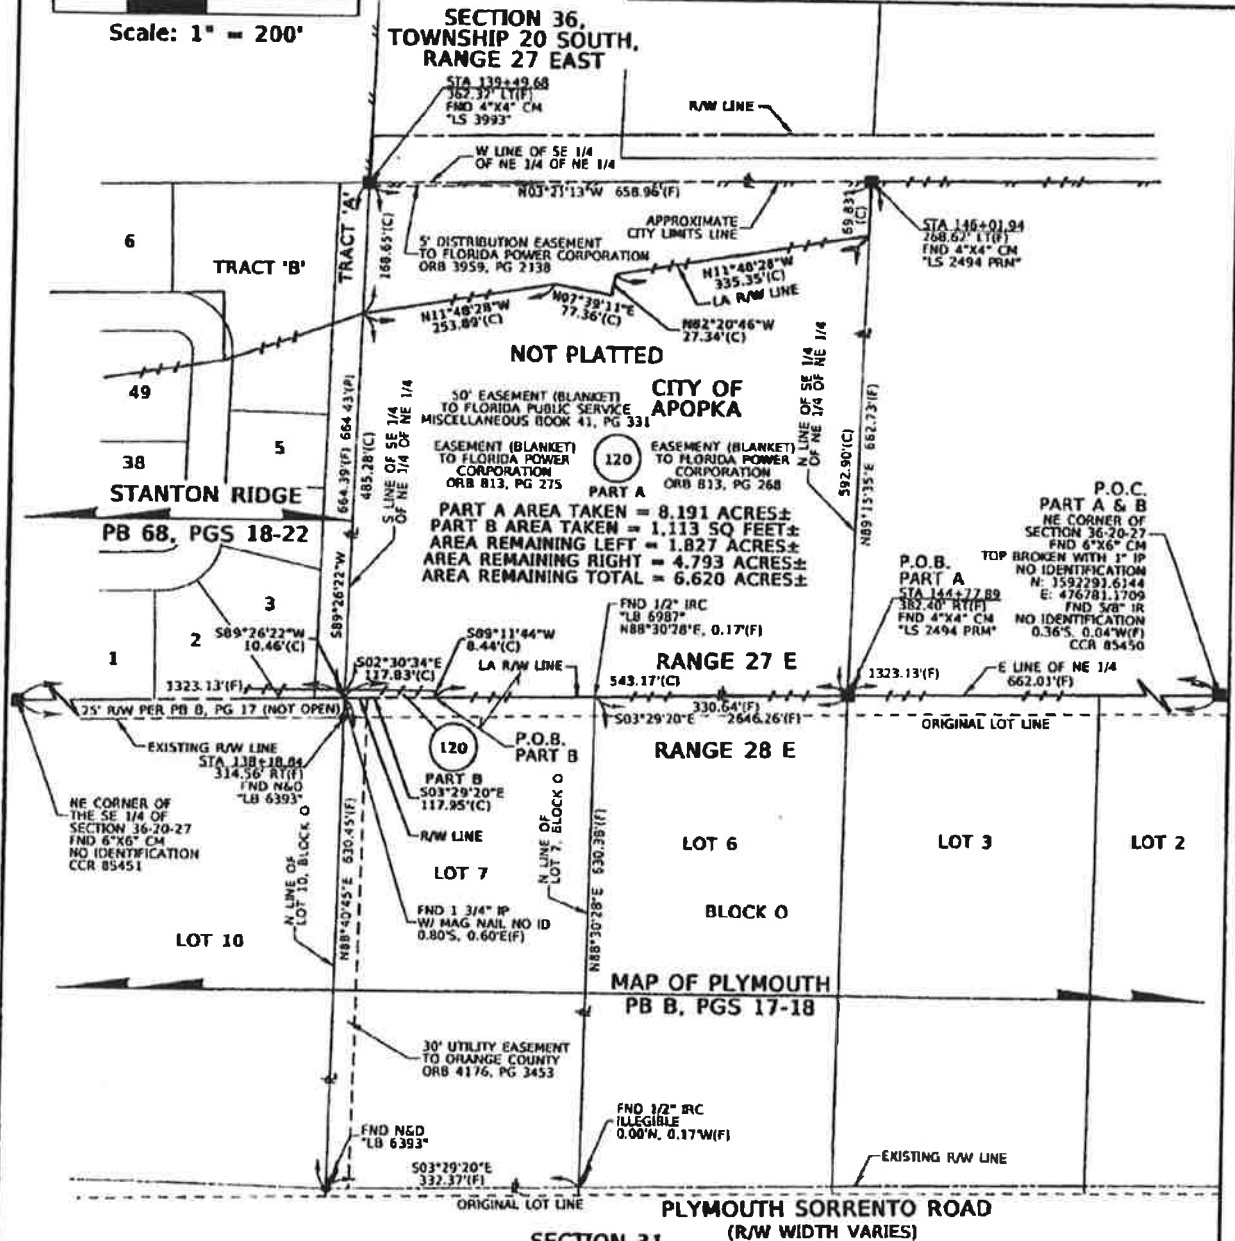 Scale: 1" = 200'
SECTION 36,
TOWNSHIP 20 SOUTH,
RANGE 27 EAST
STA 139+49.68
362.37' LT(F)
FND 4"X4" CM
"LS 3993"
R/W LINE
W LINE OF SE 1/4
OF NE 1/4 OF NE 1/4
N03°21'13"W 658.96'(F)
APPROXIMATE
CITY LIMITS LINE
69.83'
(C)
STA 146+01.94
268.62' LT(F)
FND 4"X4" CM
"LS 2494 PRM"
6
TRACT 'B'
TRACT 'A'
168.65'(C)
5' DISTRIBUTION EASEMENT
TO FLORIDA POWER CORPORATION
ORB 3959, PG 2138
N11°48'28"W
335.35'(C)
LA R/W LINE
N11°48'28"W
253.89'(C)
N07°39'11"E
77.36'(C)
N82°20'46"W
27.34'(C)
NOT PLATTED
CITY OF
APOPKA
N LINE OF SE 1/4
OF NE 1/4 OF NE 1/4
49
5
38
664.39'(F) 664.43'(P)
485.28'(C)
S LINE OF SE 1/4
OF NE 1/4 OF NE 1/4
50' EASEMENT (BLANKET)
TO FLORIDA PUBLIC SERVICE
MISCELLANEOUS BOOK 41, PG 331
EASEMENT (BLANKET)
TO FLORIDA POWER
CORPORATION
ORB 813, PG 275
120
PART A
EASEMENT (BLANKET)
TO FLORIDA POWER
CORPORATION
ORB 813, PG 268
592.90'(C)
N89°15'35"E 662.73'(F)
STANTON RIDGE
PB 68, PGS 18-22
PART A AREA TAKEN = 8.191 ACRES±
PART B AREA TAKEN = 1,113 SQ FEET±
AREA REMAINING LEFT = 1.827 ACRES±
AREA REMAINING RIGHT = 4.793 ACRES±
AREA REMAINING TOTAL = 6.620 ACRES±
P.O.C.
PART A & B
NE CORNER OF
SECTION 36-20-27
FND 6"X6" CM
TOP BROKEN WITH 1" IP
NO IDENTIFICATION
N: 1592291.6144
E: 476781.1709
FND 5/8" IR
NO IDENTIFICATION
0.36'S, 0.04'W(F)
CCR 85450
P.O.B.
PART A
STA 144+77.89
382.40' RT(F)
FND 4"X4" CM
"LS 2494 PRM"
S89°26'22"W
3
2
1
S89°26'22"W
10.46'(C)
FND 1/2" IRC
"LB 6987"
N88°30'28"E, 0.17'(F)
S02°30'34"E
117.83'(C)
S89°11'44"W
8.44'(C)
LA R/W LINE
RANGE 27 E
543.17'(C)
1323.13'(F)
E LINE OF NE 1/4
662.01'(F)
1323.13'(F)
25' R/W PER PB B, PG 17 (NOT OPEN)
330.64'(F)
S03°29'20"E 2646.26'(F)
ORIGINAL LOT LINE
RANGE 28 E
EXISTING R/W LINE
STA 138+18.84
314.56' RT(F)
FND N&D
"LB 6393"
120
PART B
P.O.B.
PART B
S03°29'20"E
117.95'(C)
R/W LINE
NE CORNER OF
THE SE 1/4 OF
SECTION 36-20-27
FND 6"X6" CM
NO IDENTIFICATION
CCR 85451
N LINE OF
LOT 10, BLOCK O
N88°40'45"E 630.45'(F)
LOT 7
N LINE OF
LOT 7, BLOCK O
N88°30'28"E 630.38'(F)
LOT 6
LOT 3
LOT 2
BLOCK O
FND 1 3/4" IP
W/ MAG NAIL NO ID
0.80'S, 0.60'E(F)
LOT 10
MAP OF PLYMOUTH
PB B, PGS 17-18
30' UTILITY EASEMENT
TO ORANGE COUNTY
ORB 4176, PG 3453
FND N&D
"LB 6393"
FND 1/2" IRC
ILLEGIBLE
0.00'N, 0.17'W(F)
S03°29'20"E
332.37'(F)
EXISTING R/W LINE
ORIGINAL LOT LINE
PLYMOUTH SORRENTO ROAD
(R/W WIDTH VARIES)
SECTION 31